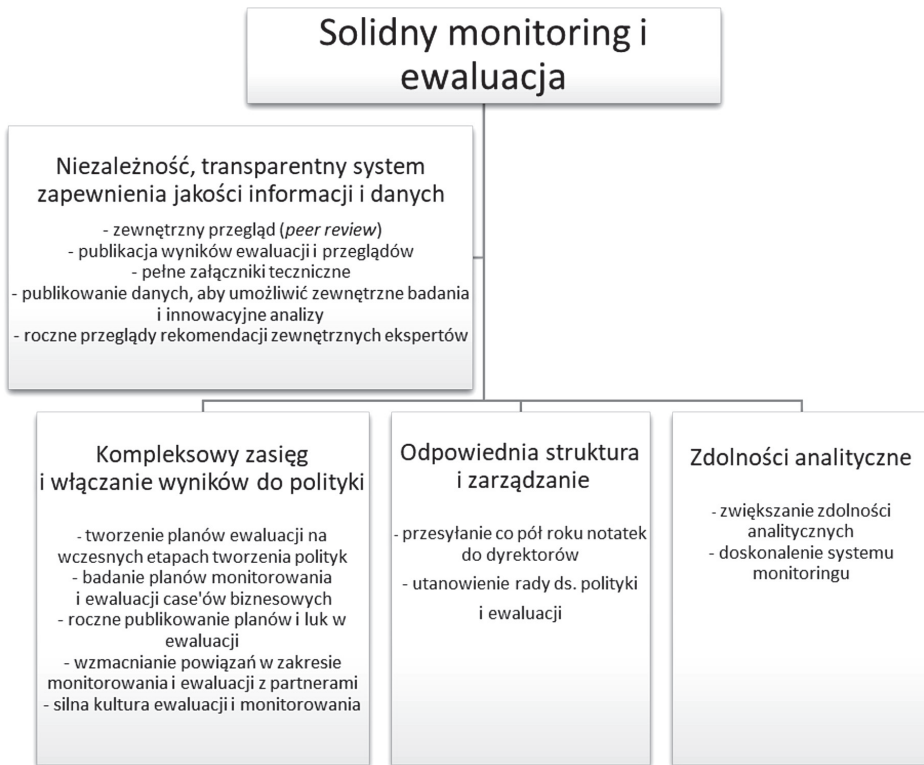 Solidny monitoring i
ewaluacja
Niezależność, transparentny system
zapewnienia jakości informacji i danych
- zewnętrzny przegląd (peer review)
- publikacja wyników ewaluacji i przeglądów
- pełne załączniki teczniczne
- publikowanie danych, aby umożliwić zewnętrzne badania
i innowacyjne analizy
- roczne przeglądy rekomendacji zewnętrznych ekspertów
Kompleksowy zasięg
i włączanie wyników do polityki
- tworzenie planów ewaluacji na
wczesnych etapach tworzenia polityk
- badanie planów monitorowania
i ewaluacji case'ów biznesowych
- roczne publikowanie planów i luk w
ewaluacji
- wzmacnianie powiązań w zakresie
monitorowania i ewaluacji z partnerami
- silna kultura ewaluacji i monitorowania
Odpowiednia struktura
i zarządzanie
- przesyłanie co pół roku notatek
do dyrektorów
- utanowienie rady ds. polityki
i ewaluacji
Zdolności analityczne
- zwiększanie zdolności
analitycznych
- doskonalenie systemu
monitoringu